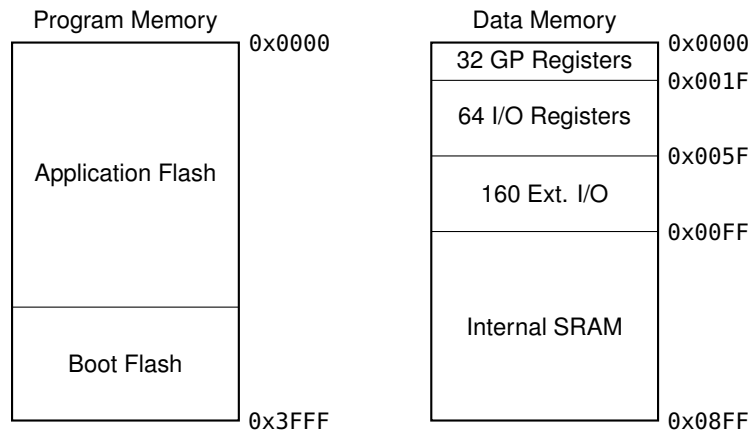 Program Memory
0x0000
Application Flash
Boot Flash
0x3FFF
Data Memory
0x0000
32 GP Registers
0x001F
64 I/O Registers
0x005F
160 Ext. I/O
0x00FF
Internal SRAM
0x08FF